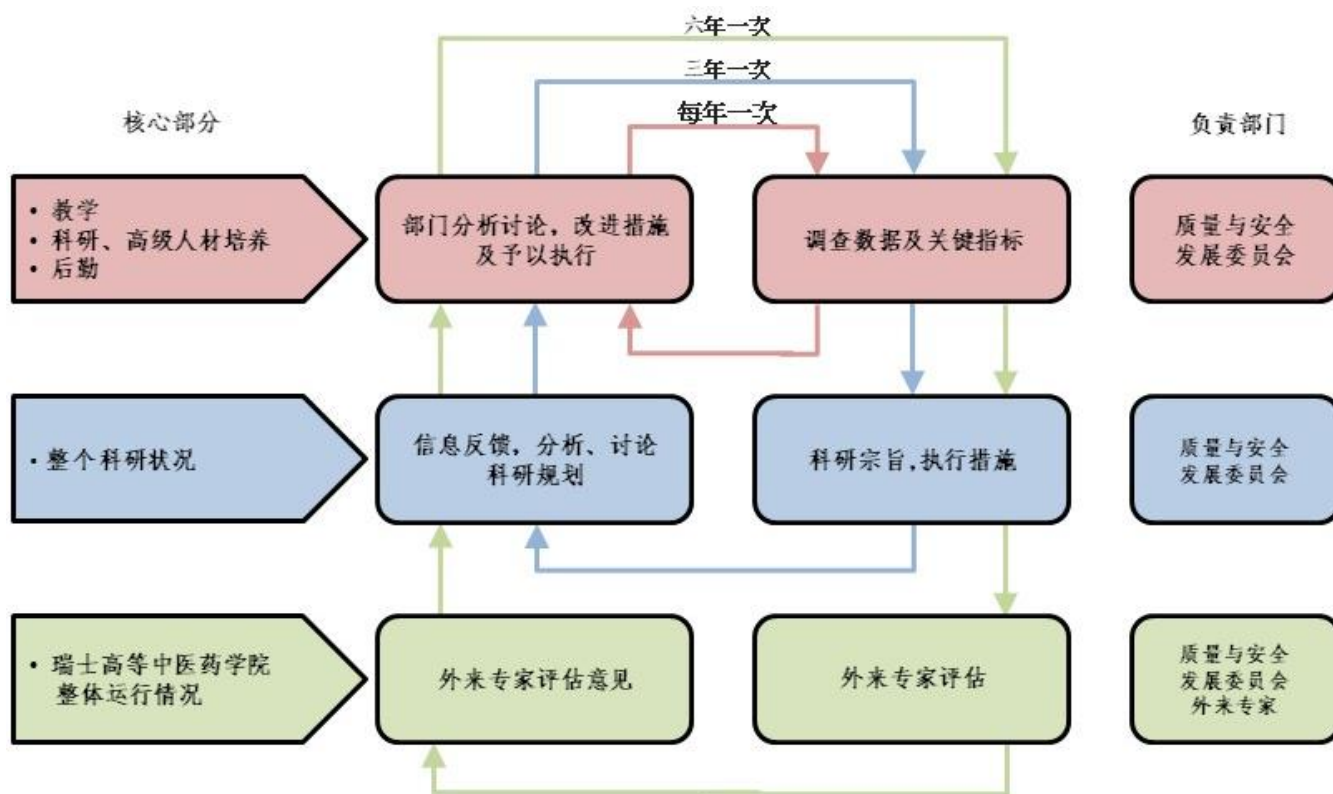 六年一次
三年一次
每年一次
核心部分
负责部门
• 教学
• 科研、高级人材培养
• 后勤
部门分析讨论，改进措施
及予以执行
调查数据及关键指标
质量与安全
发展委员会
• 整个科研状况
信息反馈，分析、讨论
科研规划
科研宗旨,执行措施
质量与安全
发展委员会
• 瑞士高等中医药学院
整体运行情况
外来专家评估意见
外来专家评估
质量与安全
发展委员会
外来专家